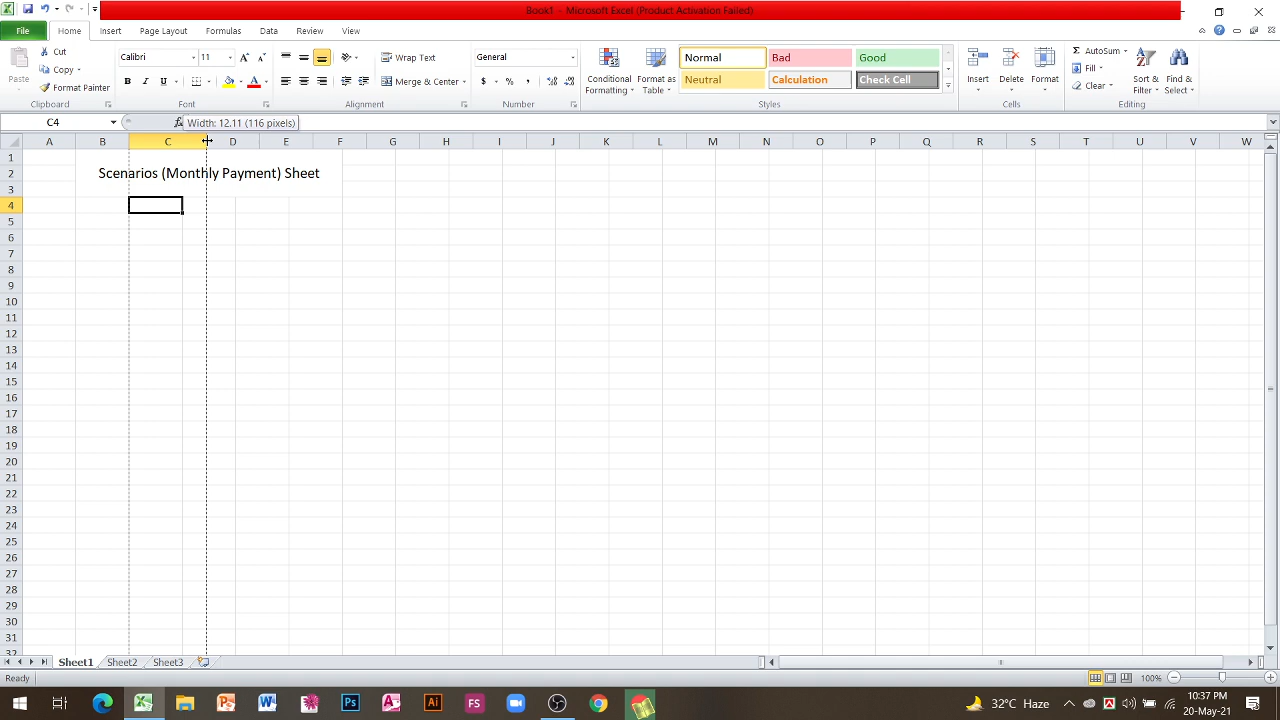 Book1 - Microsoft Excel (Product Activation Failed)
File Home Insert Page Layout Formulas Data Review View
Paste
Cut
Copy
Format Painter
Clipboard
Calibri 11
Font
Wrap Text
Merge & Center
Alignment
General
Number
Conditional Formatting
Format as Table
Normal Bad Good
Neutral Calculation Check Cell
Styles
Insert Delete Format
Cells
AutoSum
Fill
Clear
Sort & Filter
Find & Select
Editing
C4 fx Width: 12.11 (116 pixels)
A B C D E F G H I J K L M N O P Q R S T U V W
1
2 Scenarios (Monthly Payment) Sheet
3
4
5
6
7
8
9
10
11
12
13
14
15
16
17
18
19
20
21
22
23
24
25
26
27
28
29
30
31
32
Sheet1 Sheet2 Sheet3
Ready 100%
32°C Haze 10:37 PM
20-May-21